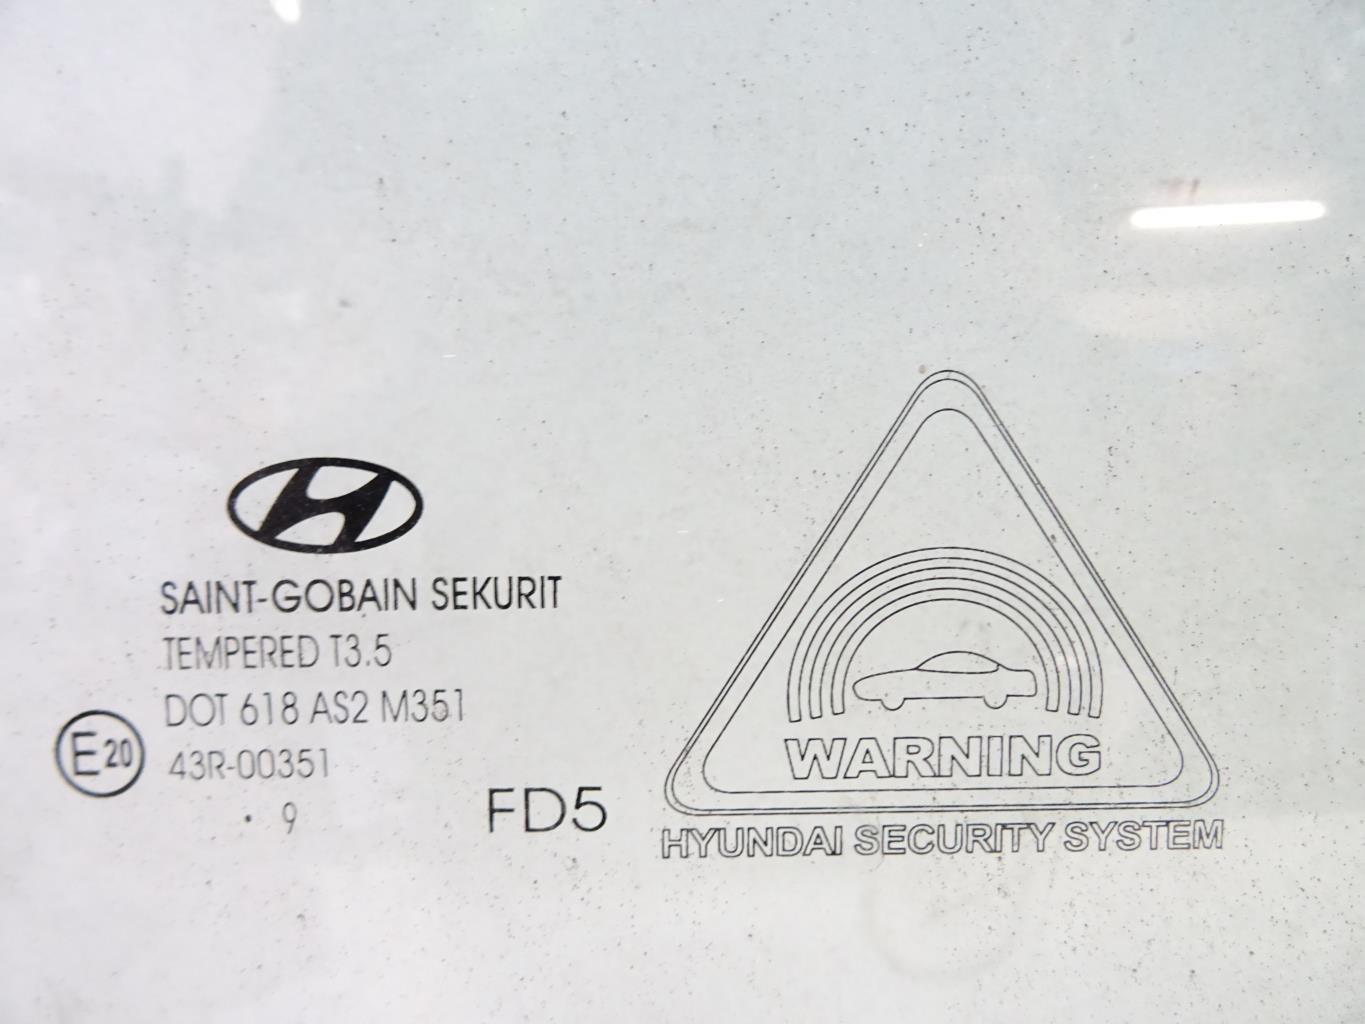 SAINT-GOBAIN SEKURIT
TEMPERED T3.5
DOT 618 AS2 M351
E20
43R-00351
. 9
FD5
WARNING
HYUNDAI SECURITY SYSTEM